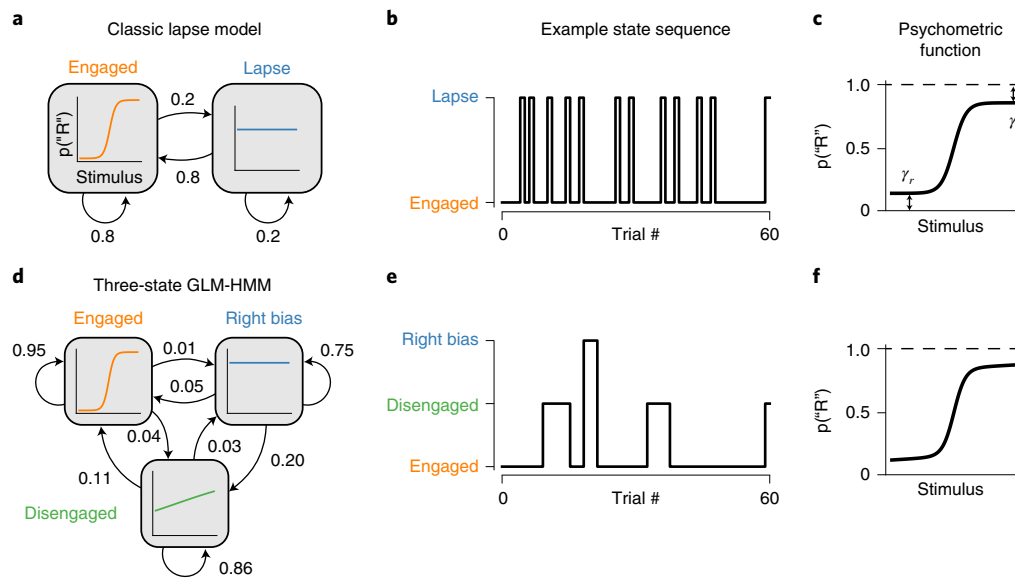 a
Classic lapse model
Engaged
Lapse
p("R")
Stimulus
0.2
0.8
0.8
0.2
b
Example state sequence
Lapse
Engaged
0
Trial #
60
c
Psychometric
function
1.0
0.5
0
p("R")
γr
γ
Stimulus
d
Three-state GLM-HMM
Engaged
Right bias
0.95
0.01
0.75
0.05
0.04
0.03
0.11
0.20
Disengaged
0.86
e
Right bias
Disengaged
Engaged
0
Trial #
60
f
1.0
0.5
0
p("R")
Stimulus